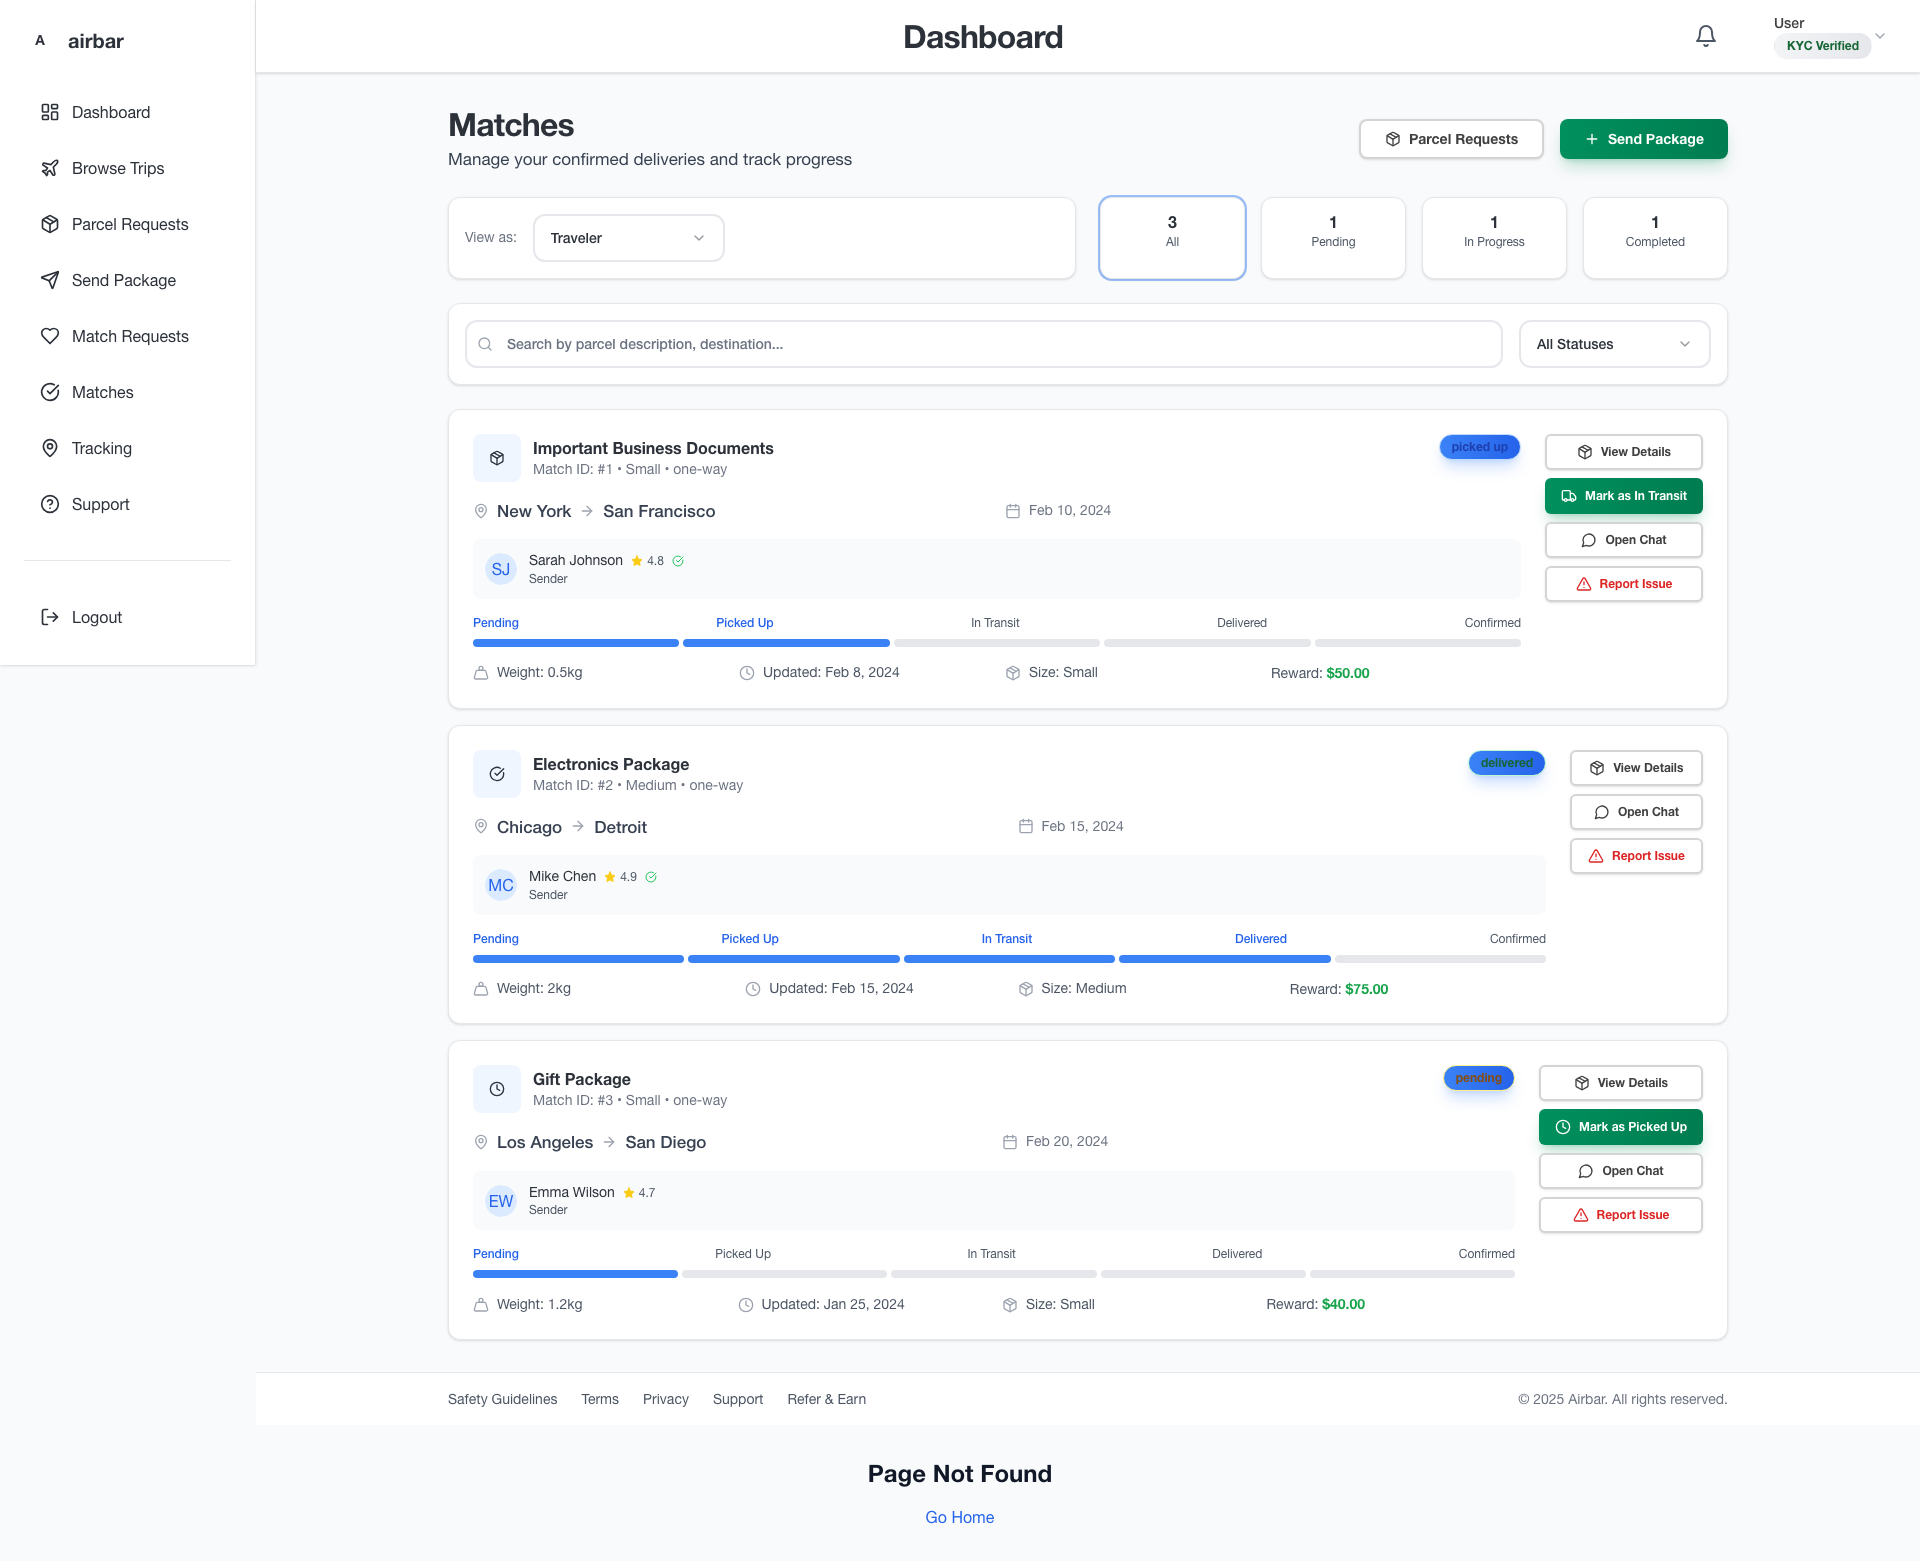 A airbar
Dashboard
Browse Trips
Parcel Requests
Send Package
Match Requests
Matches
Tracking
Support
Logout
Dashboard
User
KYC Verified
Matches
Manage your confirmed deliveries and track progress
Parcel Requests
Send Package
View as: Traveler
3
All
1
Pending
1
In Progress
1
Completed
Search by parcel description, destination...
All Statuses
Important Business Documents
Match ID: #1 • Small • one-way
picked up
New York → San Francisco
Feb 10, 2024
SJ
Sarah Johnson 4.8
Sender
Pending Picked Up In Transit Delivered Confirmed
Weight: 0.5kg Updated: Feb 8, 2024 Size: Small Reward: $50.00
View Details
Mark as In Transit
Open Chat
Report Issue
Electronics Package
Match ID: #2 • Medium • one-way
delivered
Chicago → Detroit
Feb 15, 2024
MC
Mike Chen 4.9
Sender
Pending Picked Up In Transit Delivered Confirmed
Weight: 2kg Updated: Feb 15, 2024 Size: Medium Reward: $75.00
View Details
Open Chat
Report Issue
Gift Package
Match ID: #3 • Small • one-way
pending
Los Angeles → San Diego
Feb 20, 2024
EW
Emma Wilson 4.7
Sender
Pending Picked Up In Transit Delivered Confirmed
Weight: 1.2kg Updated: Jan 25, 2024 Size: Small Reward: $40.00
View Details
Mark as Picked Up
Open Chat
Report Issue
Safety Guidelines Terms Privacy Support Refer & Earn
© 2025 Airbar. All rights reserved.
Page Not Found
Go Home